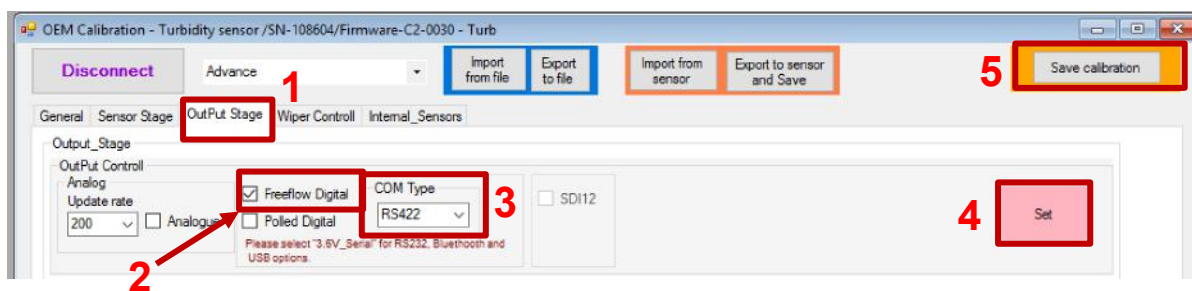 OEM Calibration - Turbidity sensor /SN-108604/Firmware-C2-0030 - Turb
Disconnect
Advance
Import
from file
Export
to file
Import from
sensor
Export to sensor
and Save
5
Save calibration
1
General Sensor Stage OutPut Stage Wiper Controll Internal_Sensors
Output_Stage
OutPut Controll
Analog
Update rate
200
Analogue
Freeflow Digital
Polled Digital
Please select "3.6V_Serial" for RS232, Bluethooth and
USB options.
COM Type
RS422
3
SDI12
4
Set
2